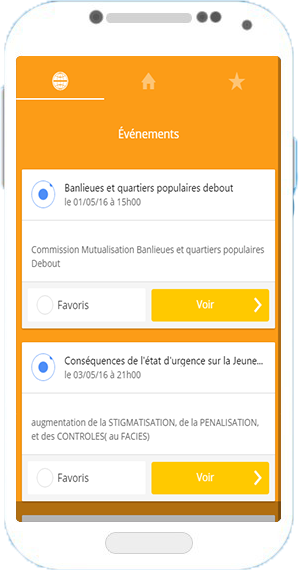 Événements
Banlieues et quartiers populaires debout
le 01/05/16 à 15h00
Commission Mutualisation Banlieues et quartiers populaires
Debout
Favoris
Voir
Conséquences de l'état d'urgence sur la Jeune...
le 03/05/16 à 21h00
augmentation de la STIGMATISATION, de la PENALISATION,
et des CONTROLES( au FACIES)
Favoris
Voir